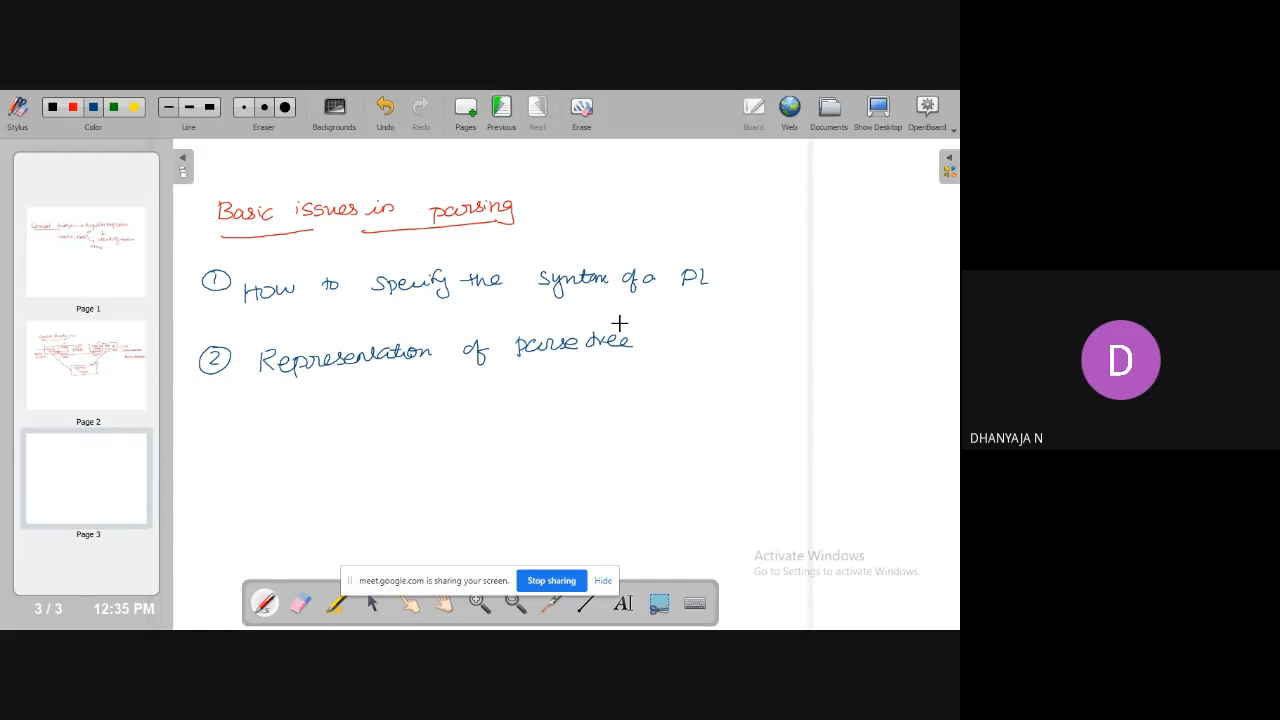 Stylus
Color
Line
Eraser
Backgrounds
Undo
Redo
Pages
Previous
Next
Erase
Board
Web
Documents
Show Desktop
OpenBoard
Basic issues in parsing
① How to specify the syntax of a PL
② Representation of parse tree
Page 1
Page 2
Page 3
3 / 3 12:35 PM
Activate Windows
Go to Settings to activate Windows.
meet.google.com is sharing your screen.
Stop sharing
Hide
D
DHANYAJA N